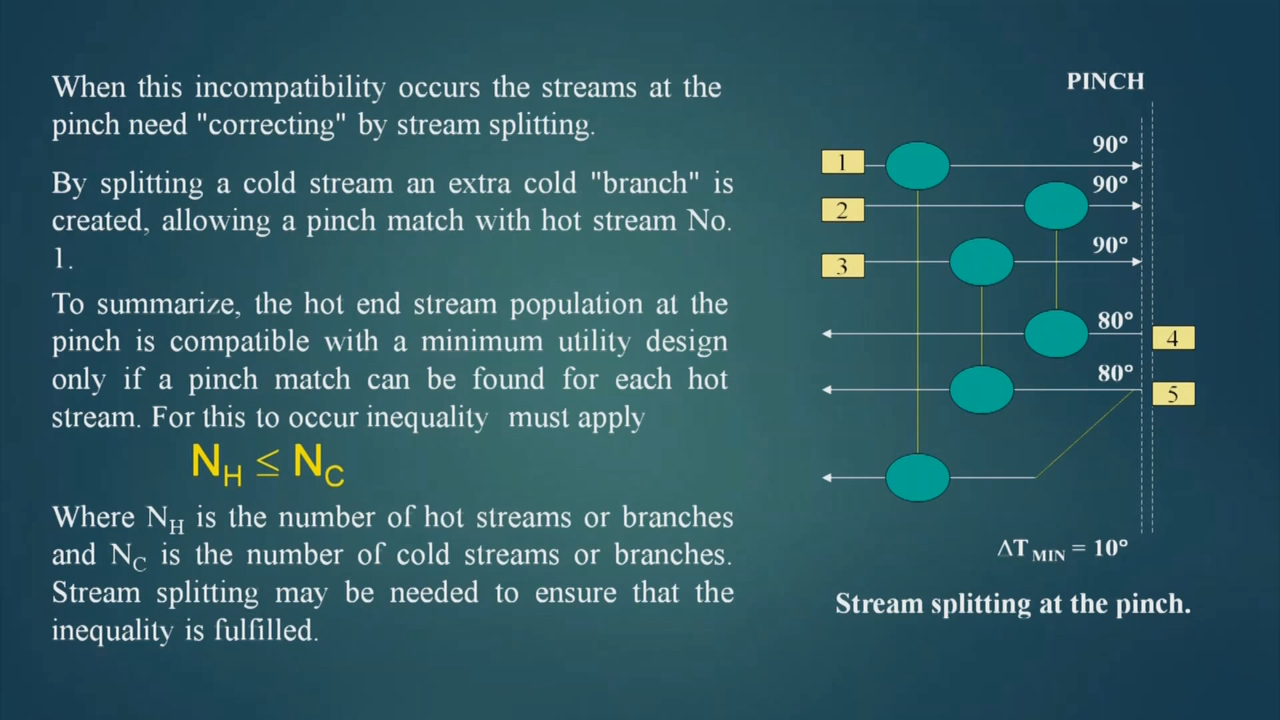 When this incompatibility occurs the streams at the
pinch need "correcting" by stream splitting.
By splitting a cold stream an extra cold "branch" is
created, allowing a pinch match with hot stream No.
1.
To summarize, the hot end stream population at the
pinch is compatible with a minimum utility design
only if a pinch match can be found for each hot
stream. For this to occur inequality must apply
N_H ≤ N_C
Where N_H is the number of hot streams or branches
and N_C is the number of cold streams or branches.
Stream splitting may be needed to ensure that the
inequality is fulfilled.
PINCH
90°
1
90°
2
90°
3
80°
4
80°
5
ΔT MIN = 10°
Stream splitting at the pinch.